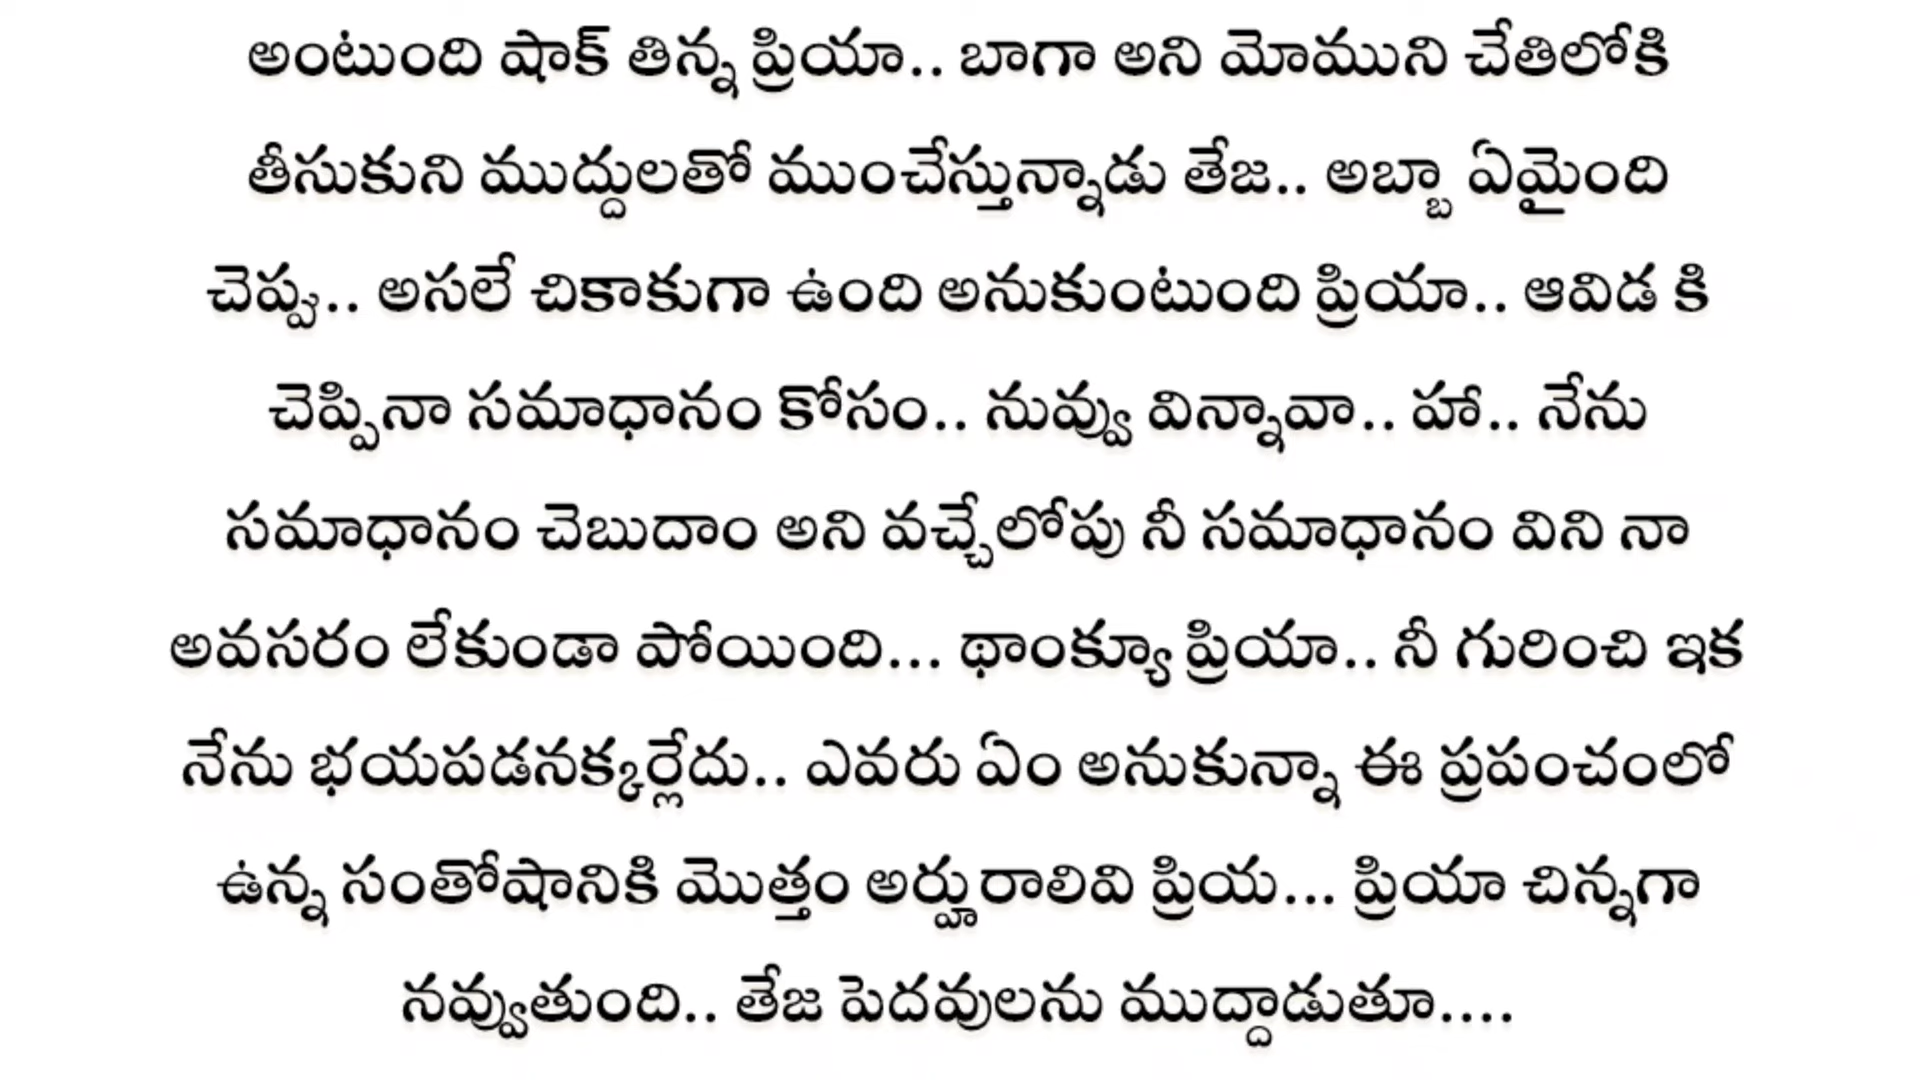 అంటుంది షాక్ తిన్న ప్రియా.. బాగా అని మోముని చేతిలోకి
తీసుకుని ముద్దులతో ముంచేస్తున్నాడు తేజ.. అబ్బా ఏమైంది
చెప్పు.. అసలే చికాకుగా ఉంది అనుకుంటుంది ప్రియా.. ఆవిడ కి
చెప్పినా సమాధానం కోసం.. నువ్వు విన్నావా.. హా.. నేను
సమాధానం చెబుదాం అని వచ్చేలోపు నీ సమాధానం విని నా
అవసరం లేకుండా పోయింది... థాంక్యూ ప్రియా.. నీ గురించి ఇక
నేను భయపడనక్కర్లేదు.. ఎవరు ఏం అనుకున్నా ఈ ప్రపంచంలో
ఉన్న సంతోషానికి మొత్తం అర్హురాలివి ప్రియ... ప్రియా చిన్నగా
నవ్వుతుంది.. తేజ పెదవులను ముద్దాడుతూ....